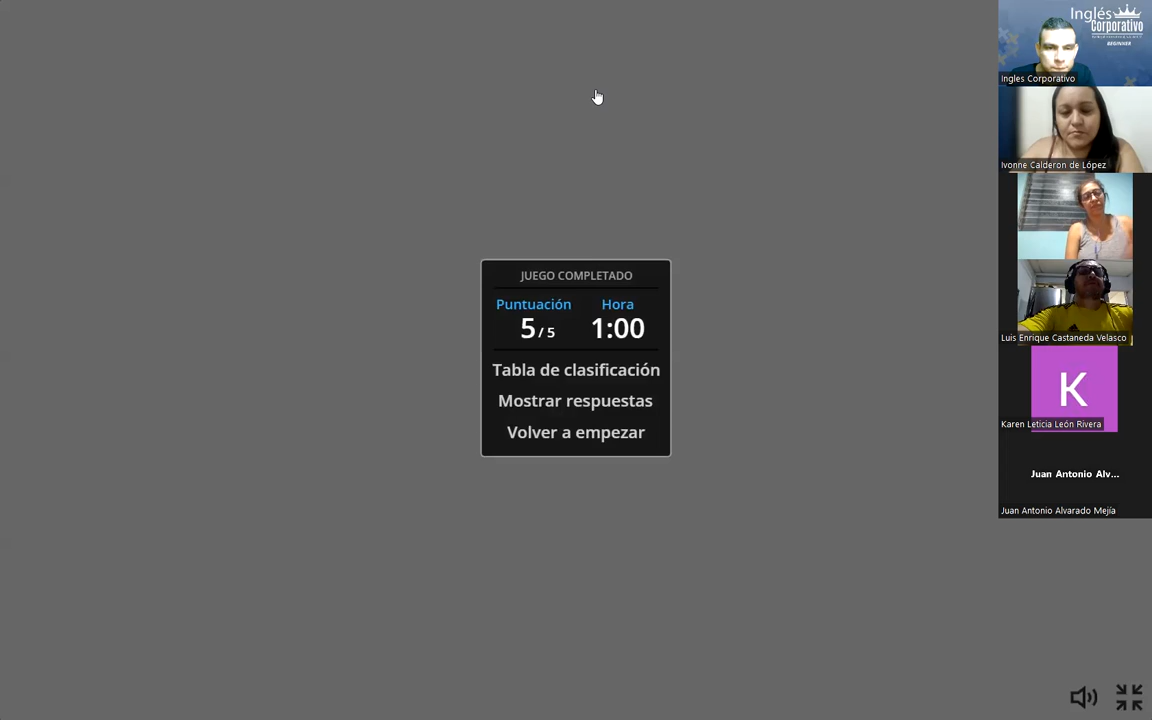 JUEGO COMPLETADO
Puntuación Hora
5 / 5 1:00
Tabla de clasificación
Mostrar respuestas
Volver a empezar
Inglés
Corporativo
BEGINNER
Ingles Corporativo
Ivonne Calderon de López
Luis Enrique Castaneda Velasco
K
Karen Leticia León Rivera
Juan Antonio Alv...
Juan Antonio Alvarado Mejía